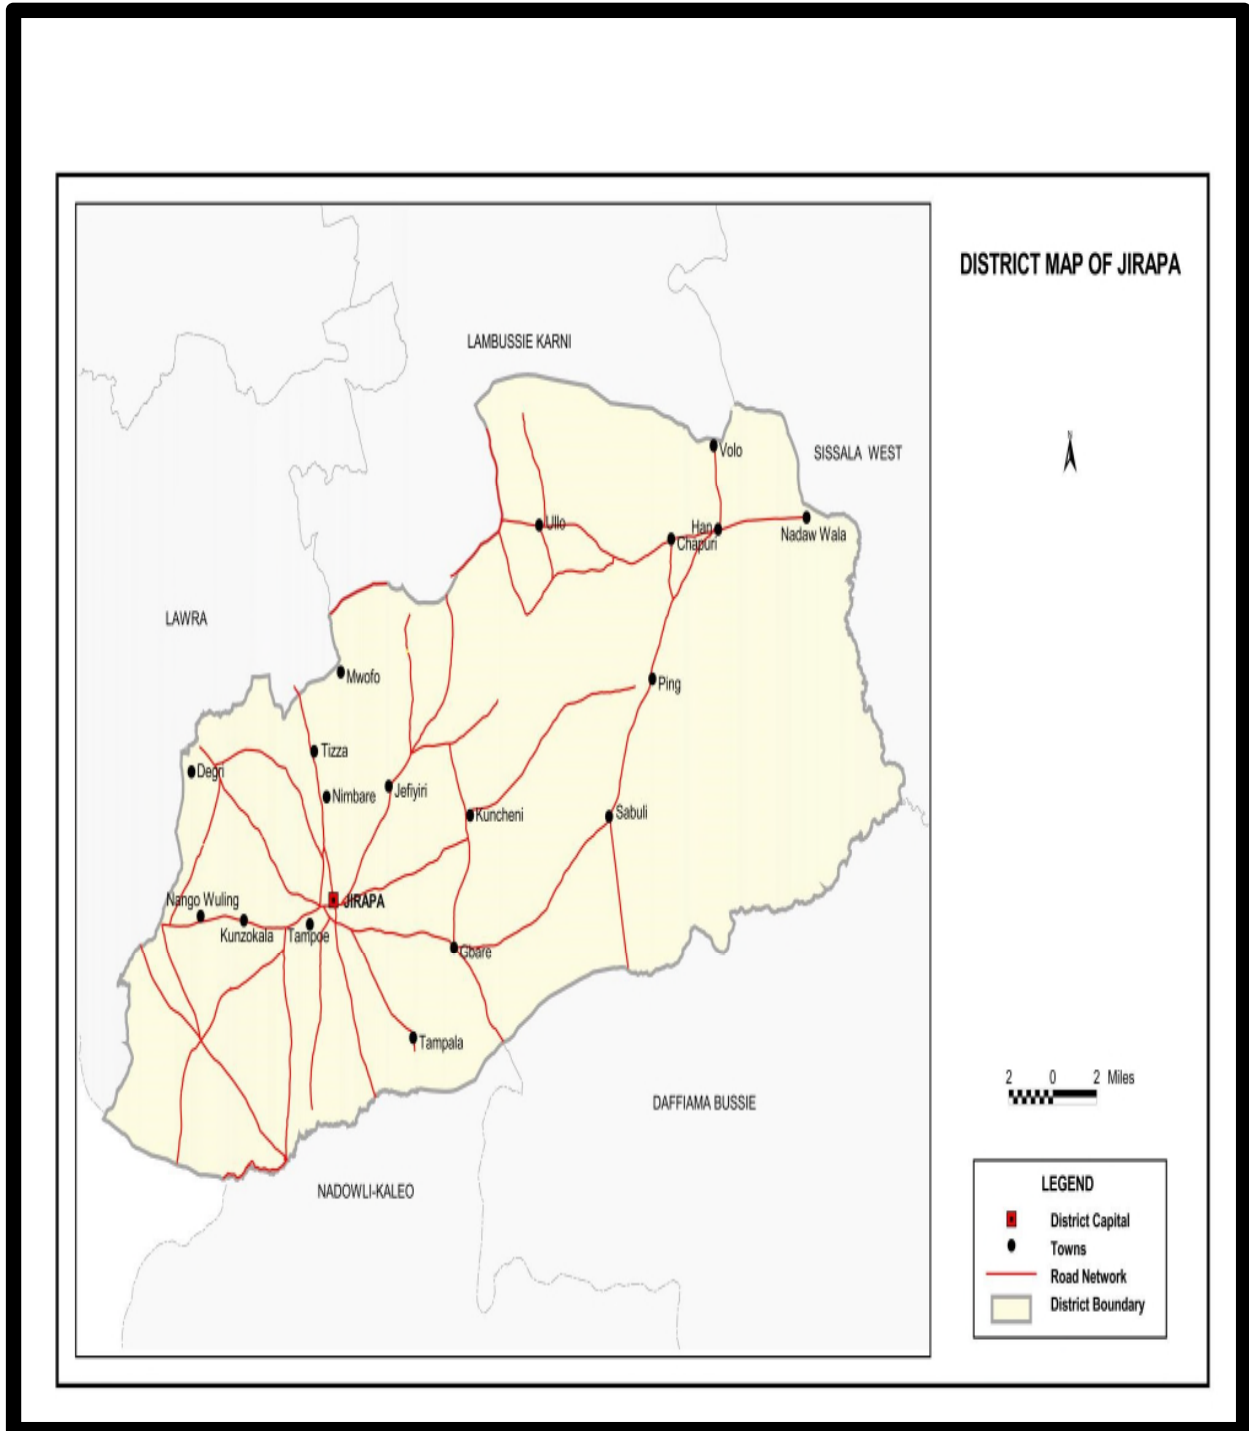 DISTRICT MAP OF JIRAPA
LAMBUSSIE KARNI
N
Volo
SISSALA WEST
Ullo
Han
Nadaw Wala
Chapuri
LAWRA
Mwofo
Ping
Tizza
Degri
Nimbare
Jefiyiri
Kuncheni
Sabuli
Nango Wuling
JIRAPA
Kunzokala
Tampoe
Gbare
Tampala
2 0 2 Miles
DAFFIAMA BUSSIE
NADOWLI-KALEO
LEGEND
District Capital
Towns
Road Network
District Boundary